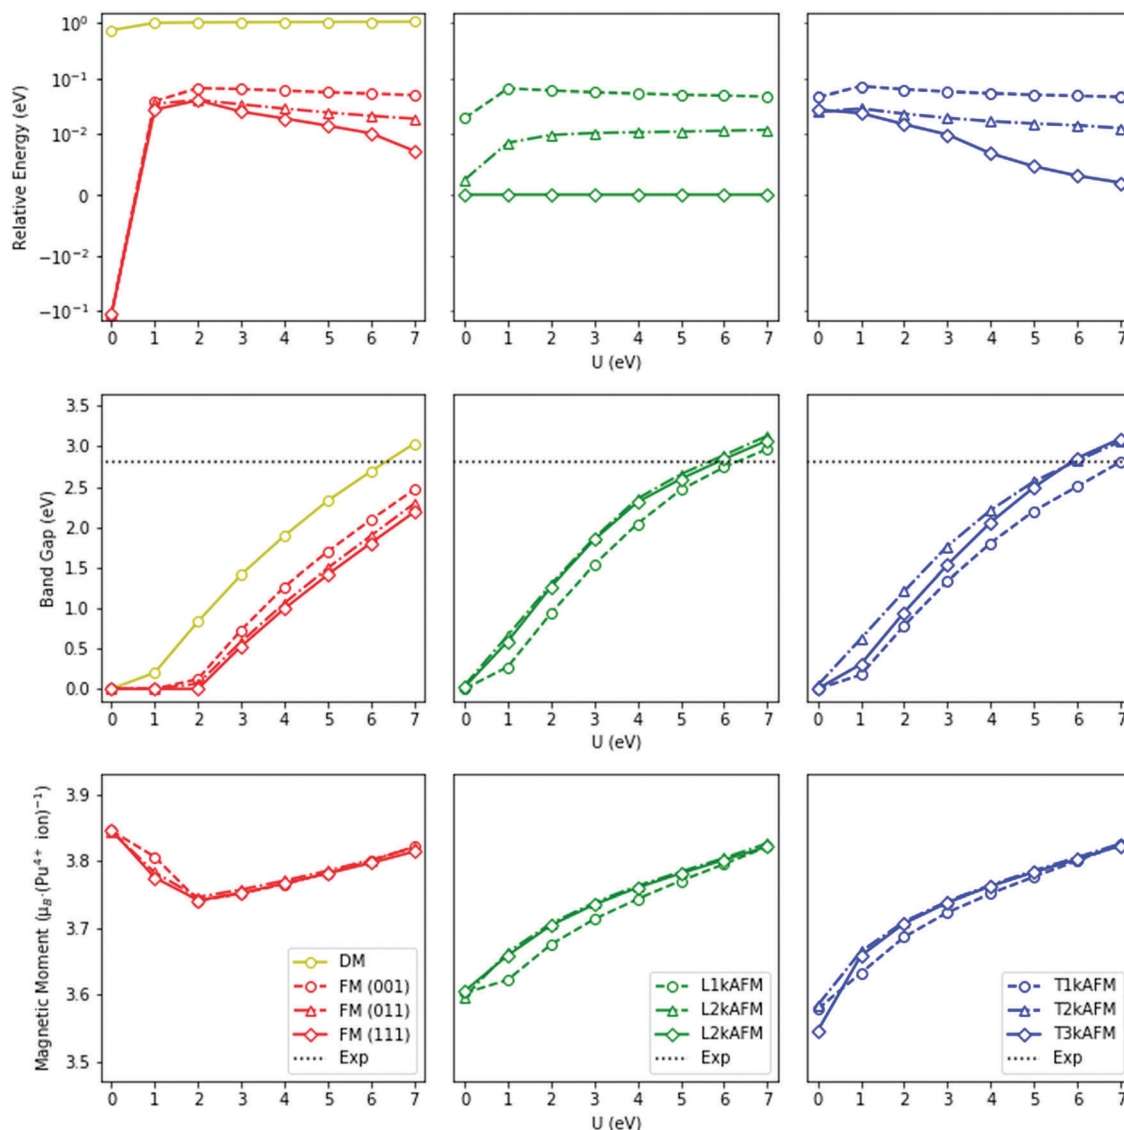 Relative Energy (eV)
10⁰
10⁻¹
10⁻²
0
−10⁻²
−10⁻¹
0 1 2 3 4 5 6 7
0 1 2 3 4 5 6 7
0 1 2 3 4 5 6 7
U (eV)
Band Gap (eV)
3.5
3.0
2.5
2.0
1.5
1.0
0.5
0.0
0 1 2 3 4 5 6 7
0 1 2 3 4 5 6 7
0 1 2 3 4 5 6 7
U (eV)
Magnetic Moment (μ_B·(Pu⁴⁺ ion)⁻¹)
3.9
3.8
3.7
3.6
3.5
DM
FM (001)
FM (011)
FM (111)
Exp
L1kAFM
L2kAFM
L2kAFM
Exp
T1kAFM
T2kAFM
T3kAFM
Exp
0 1 2 3 4 5 6 7
0 1 2 3 4 5 6 7
0 1 2 3 4 5 6 7
U (eV)